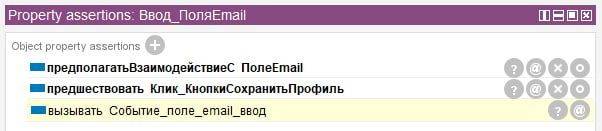 Property assertions: Ввод_ПоляEmail
Object property assertions
предполагатьВзаимодействиеС ПолеEmail
? @
предшествовать Клик_КнопкиСохранитьПрофиль
? @
вызывать Событие_поле_email_ввод
? @